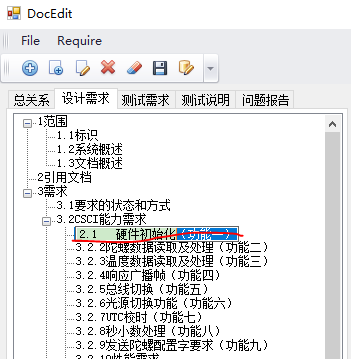 DocEdit
File Require
总关系 设计需求 测试需求 测试说明 问题报告
1范围
1.1标识
1.2系统概述
1.3文档概述
2引用文档
3需求
3.1要求的状态和方式
3.2CSCI能力需求
2.1 硬件初始化（功能一）
3.2.2陀螺数据读取及处理（功能二）
3.2.3温度数据读取及处理（功能三）
3.2.4响应广播帧（功能四）
3.2.5总线切换（功能五）
3.2.6光源切换功能（功能六）
3.2.7UTC校时（功能七）
3.2.8秒小数处理（功能八）
3.2.9发送陀螺配置字要求（功能九）
3.2.10性能需求